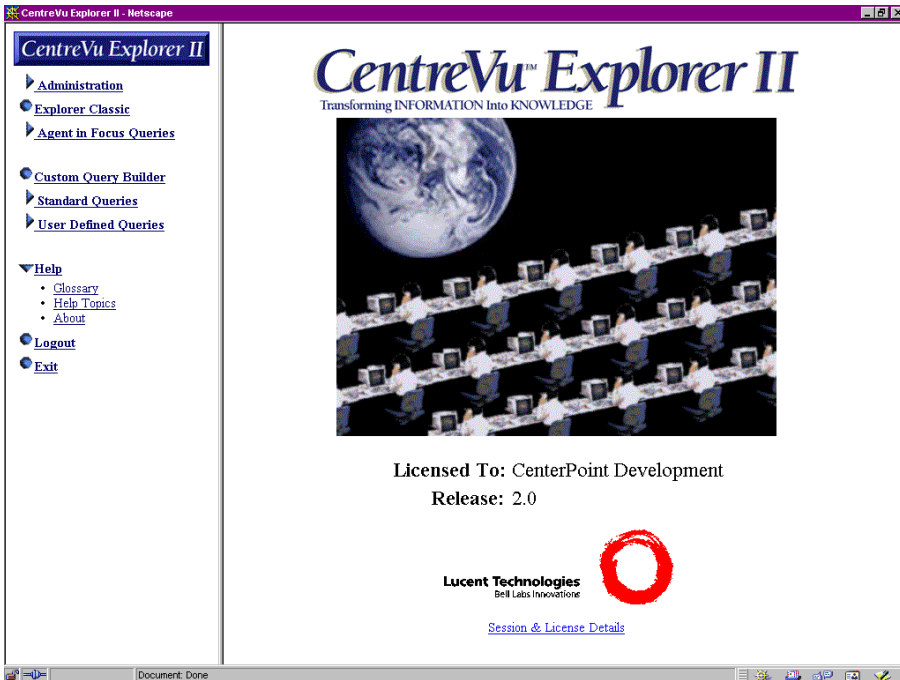 CentreVu Explorer II - Netscape
CentreVu Explorer II
Administration
Explorer Classic
Agent in Focus Queries
Custom Query Builder
Standard Queries
User Defined Queries
Help
• Glossary
• Help Topics
• About
Logout
Exit
CentreVu™ Explorer II
Transforming INFORMATION Into KNOWLEDGE
Licensed To: CenterPoint Development
Release: 2.0
Lucent Technologies
Bell Labs Innovations
Session & License Details
Document: Done